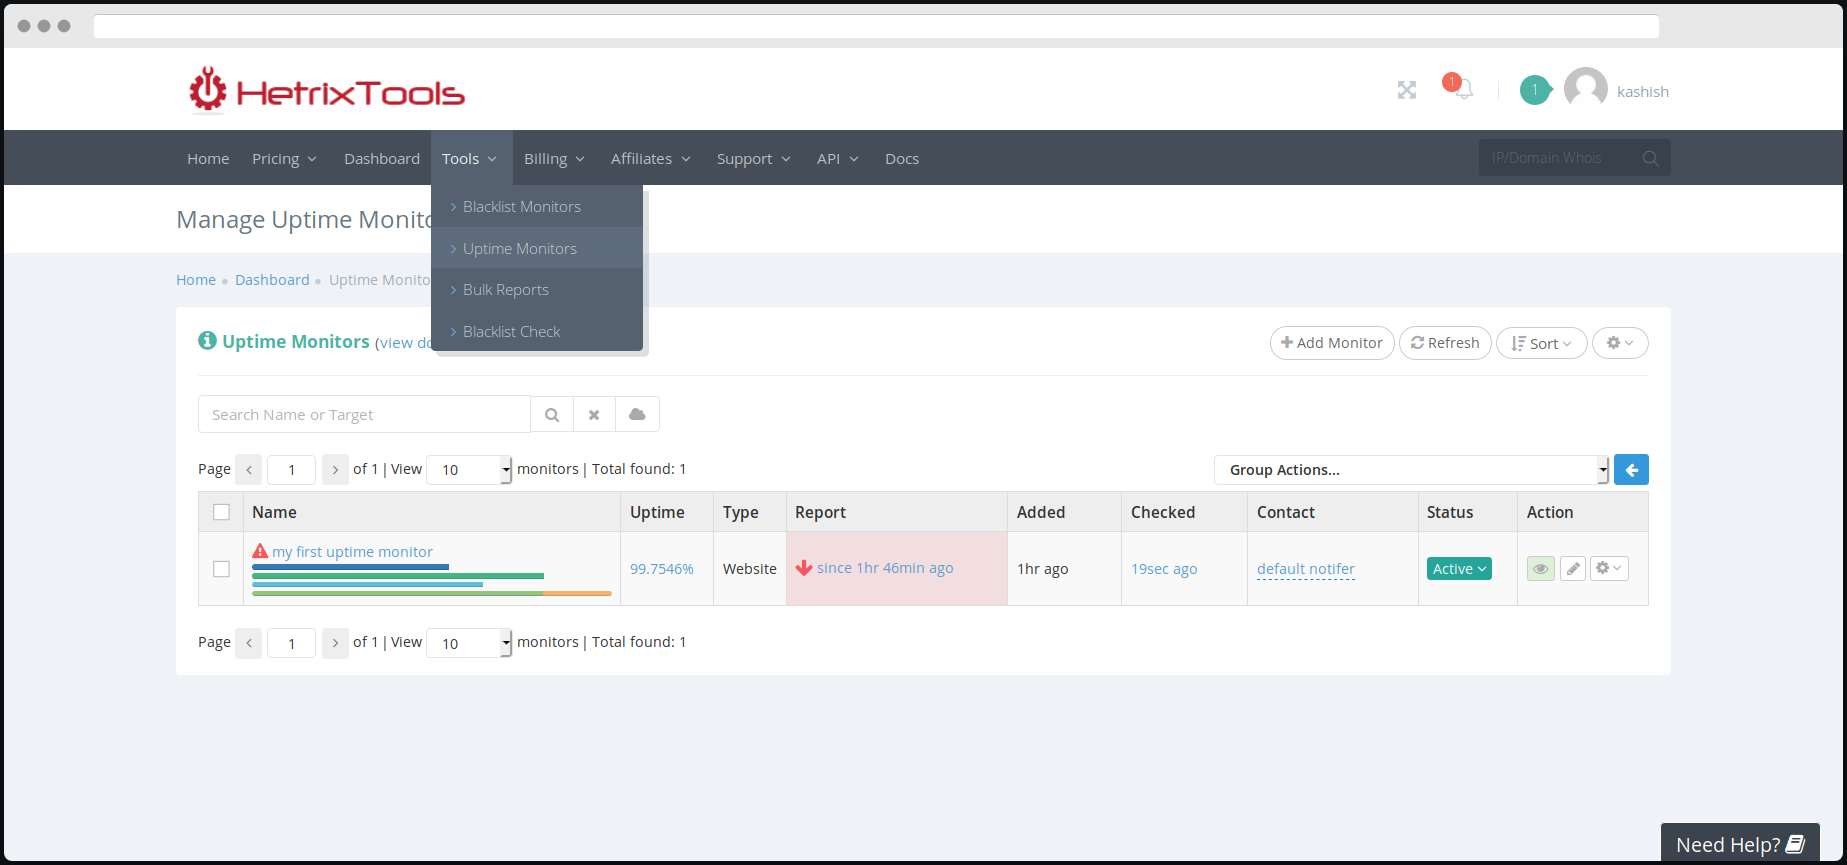 HetrixTools
1
1
kashish
Home Pricing Dashboard Tools Billing Affiliates Support API Docs
IP/Domain Whois
Blacklist Monitors
Uptime Monitors
Bulk Reports
Blacklist Check
Manage Uptime Monito
Home Dashboard Uptime Monito
Uptime Monitors (view do
Add Monitor Refresh Sort
Search Name or Target
Page 1 of 1 | View 10 monitors | Total found: 1
Group Actions...
Name Uptime Type Report Added Checked Contact Status Action
my first uptime monitor 99.7546% Website since 1hr 46min ago 1hr ago 19sec ago default notifer Active
Page 1 of 1 | View 10 monitors | Total found: 1
Need Help?